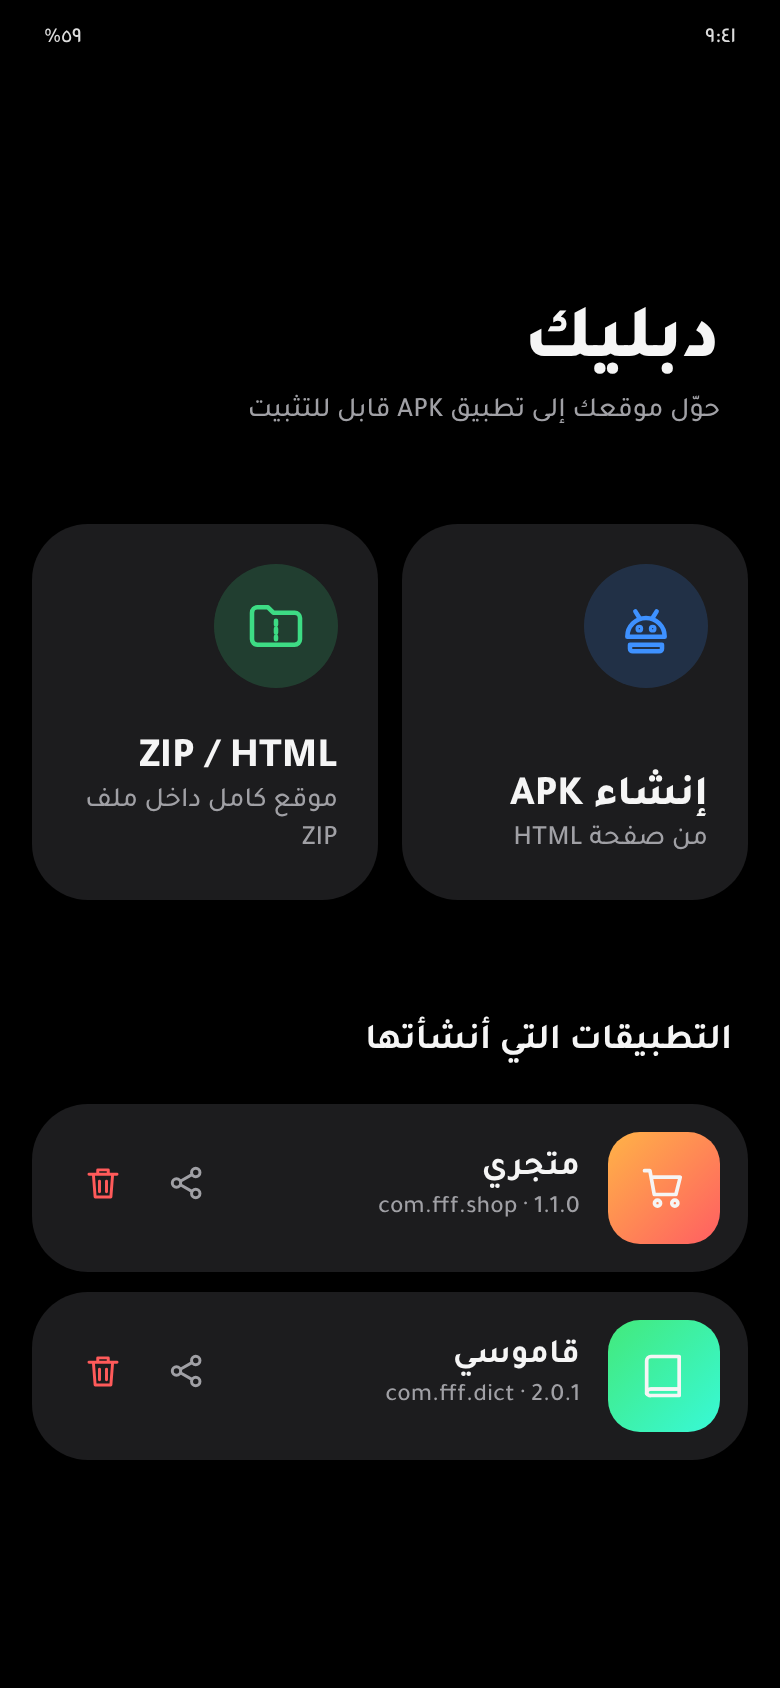 ٩:٤١
%٥٩
دبليك
حوّل موقعك إلى تطبيق APK قابل للتثبيت
إنشاء APK
من صفحة HTML
ZIP / HTML
موقع كامل داخل ملف
ZIP
التطبيقات التي أنشأتها
متجري
com.fff.shop · 1.1.0
قاموسي
com.fff.dict · 2.0.1